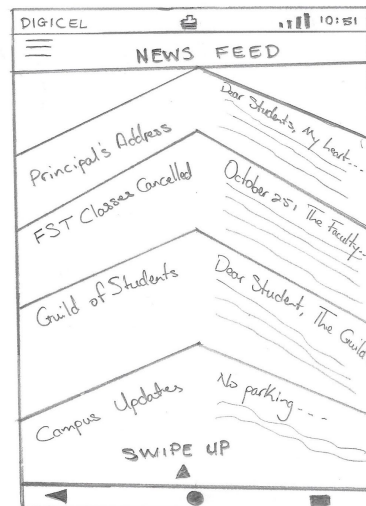 DIGICEL 10:51
NEWS FEED
Principal's Address
Dear Students, My heart...
FST Classes Cancelled
October 25, The Faculty...
Guild of Students
Dear Student, The Guild
Campus Updates
No parking----
SWIPE UP